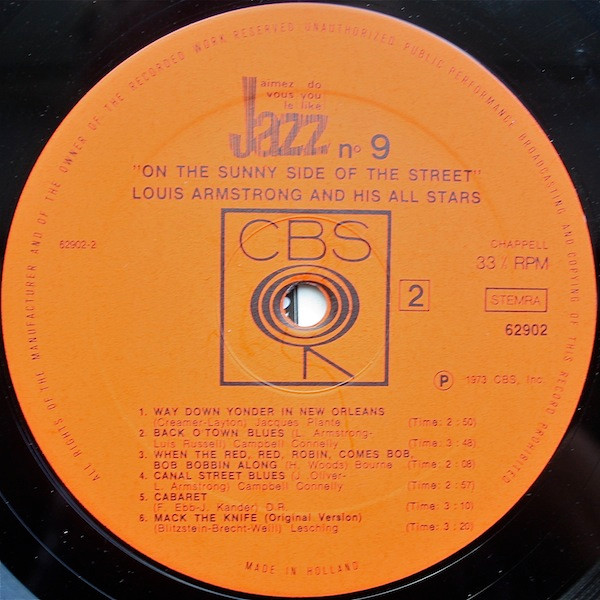 ALL RIGHTS OF THE MANUFACTURER AND OF THE OWNER OF THE RECORDED WORK RESERVED: UNAUTHORIZED PUBLIC PERFORMANCE BROADCASTING AND COPYING OF THIS RECORD PROHIBITED
aimez do
vous you
le like
Jazz no 9
"ON THE SUNNY SIDE OF THE STREET"
LOUIS ARMSTRONG AND HIS ALL STARS
CBS
62902-2
CHAPPELL
33 / RPM
2
STEMRA
62902
P 1973 CBS, Inc.
1. WAY DOWN YONDER IN NEW ORLEANS
(Creamer-Layton) Jacques Plante (Time: 2:50)
2. BACK O'TOWN BLUES (L. Armstrong-
Luis Russell) Campbell Connelly (Time: 3:48)
3. WHEN THE RED, RED, ROBIN, COMES BOB,
BOB BOBBIN ALONG (H. Woods) Bourne (Time: 2:08)
4. CANAL STREET BLUES (J. Oliver-
L. Armstrong) Campbell Connelly (Time: 2:57)
5. CABARET
(F. Ebb-J. Kander) D.R. (Time: 3:10)
6. MACK THE KNIFE (Original Version)
(Blitzstein-Brecht-Weill) Lesching (Time: 3:20)
MADE IN HOLLAND